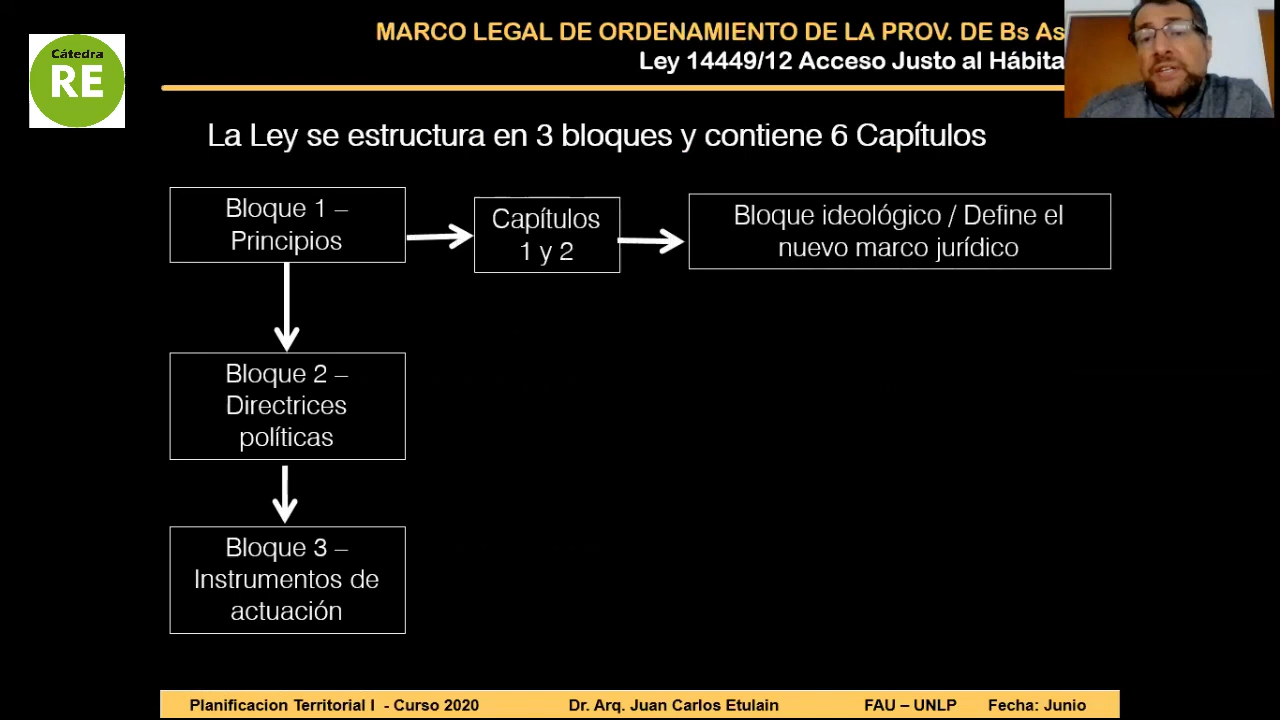 Cátedra
RE
MARCO LEGAL DE ORDENAMIENTO DE LA PROV. DE Bs As
Ley 14449/12 Acceso Justo al Hábita
La Ley se estructura en 3 bloques y contiene 6 Capítulos
Bloque 1 –
Principios
Capítulos
1 y 2
Bloque ideológico / Define el
nuevo marco jurídico
Bloque 2 –
Directrices
políticas
Bloque 3 –
Instrumentos de
actuación
Planificacion Territorial I - Curso 2020 Dr. Arq. Juan Carlos Etulain FAU – UNLP Fecha: Junio